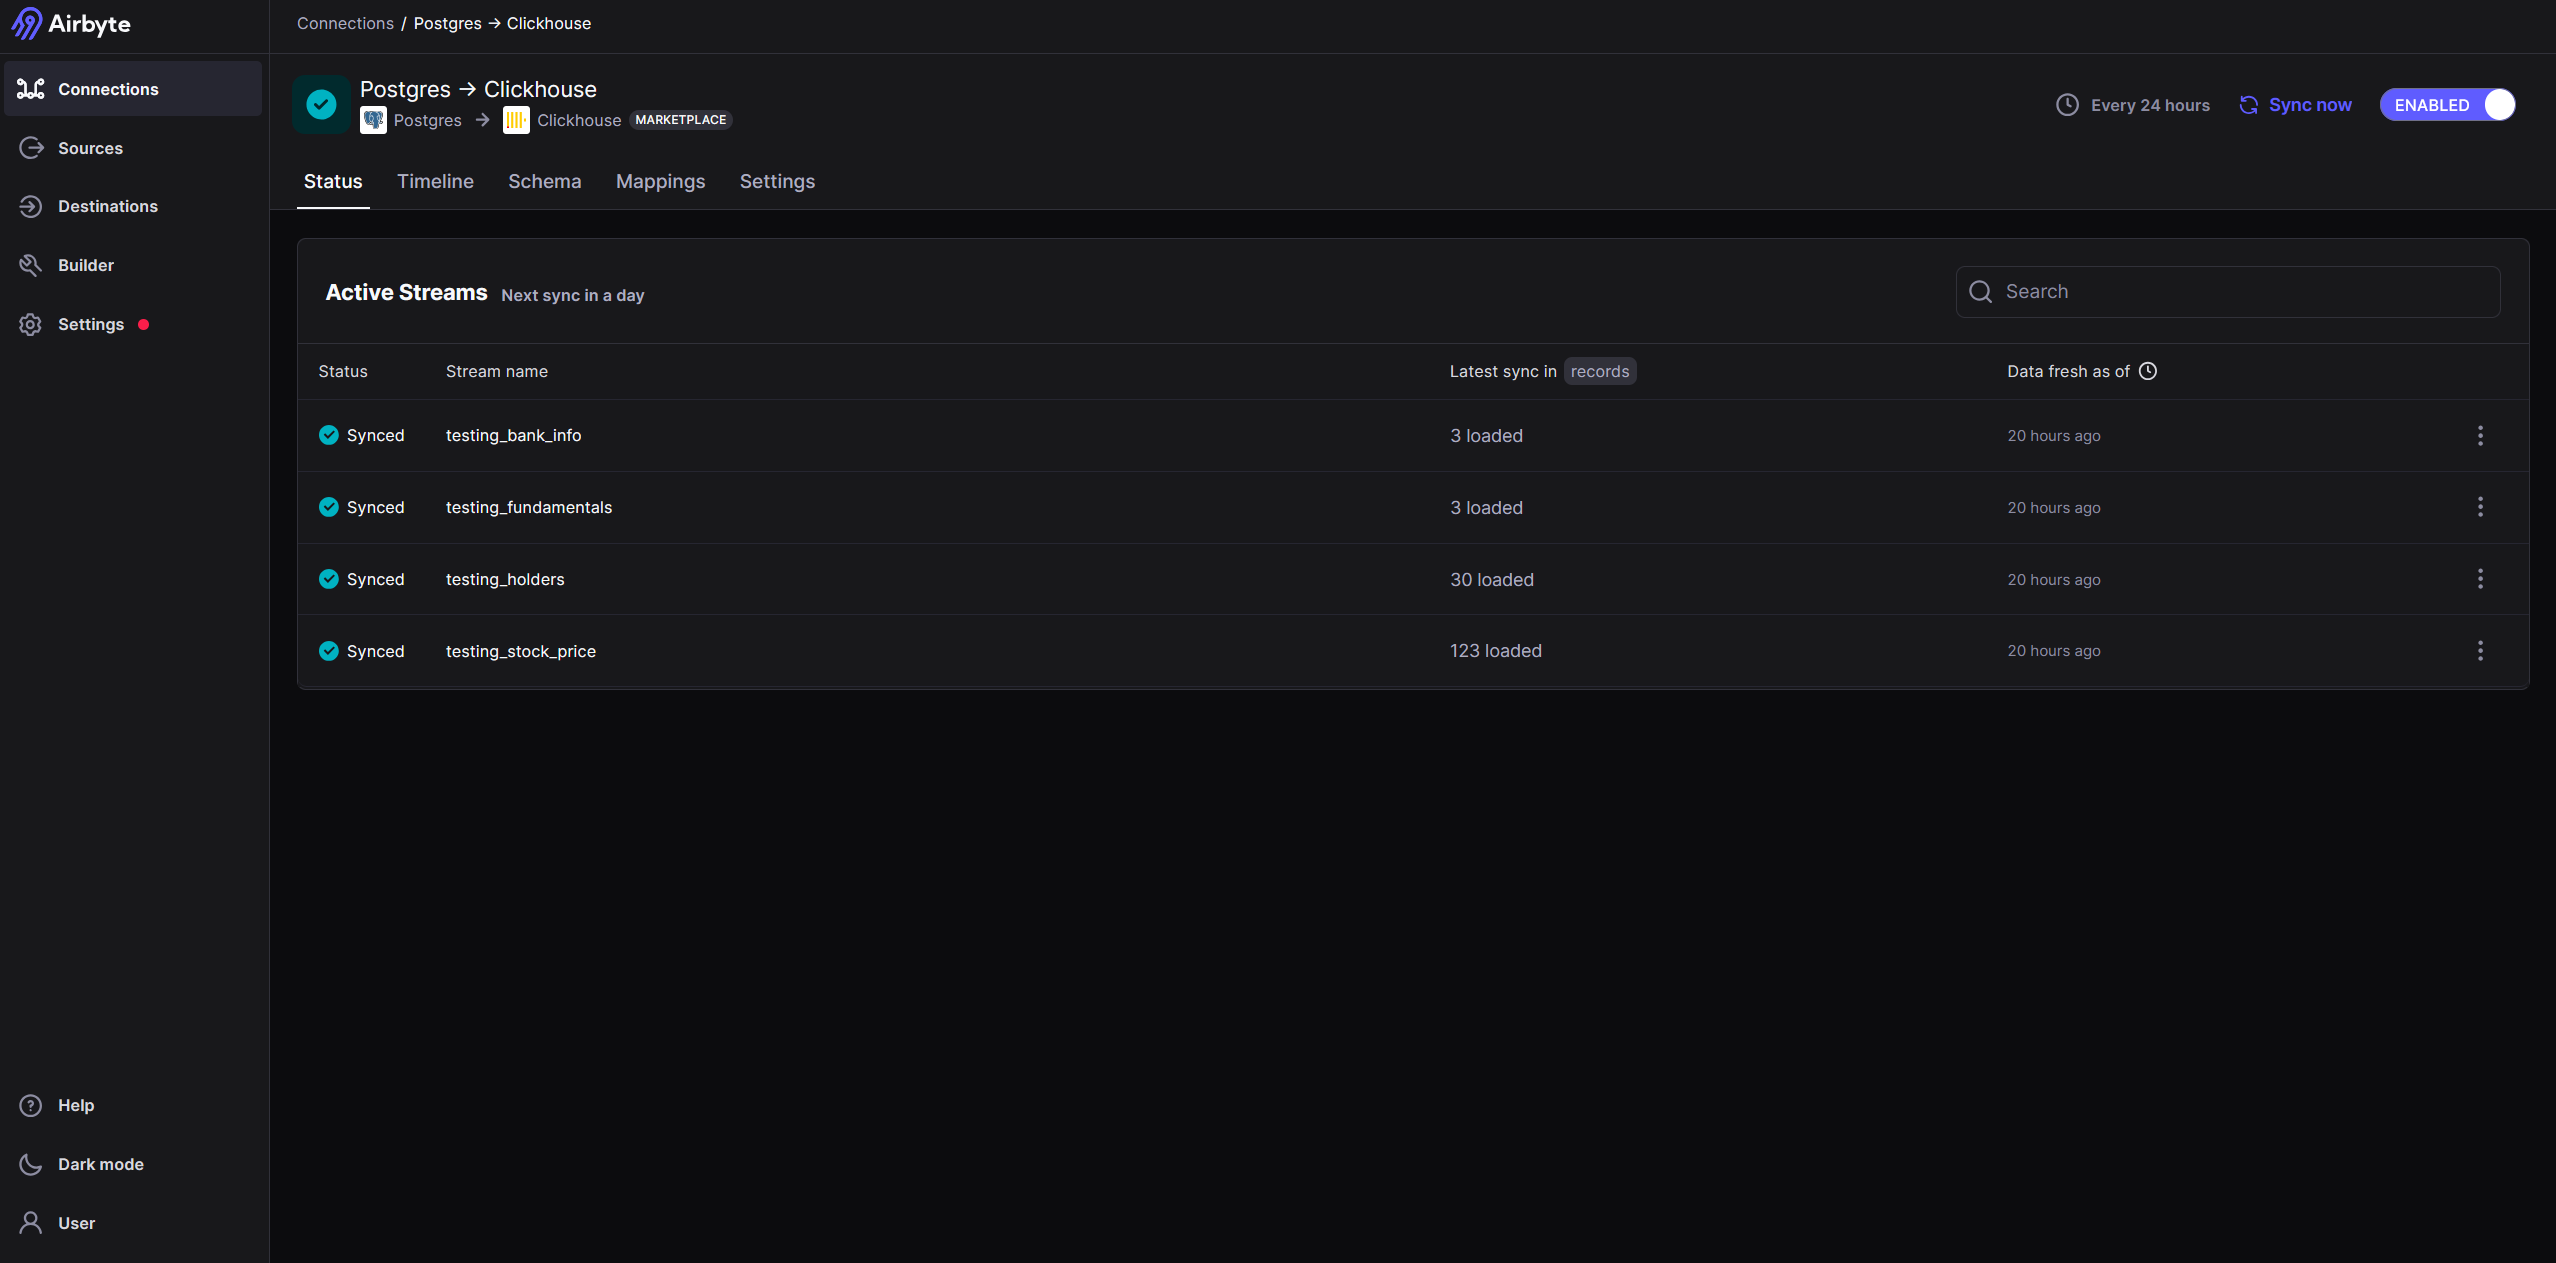 Airbyte
Connections / Postgres → Clickhouse
Connections
Sources
Destinations
Builder
Settings
Postgres → Clickhouse
Postgres → Clickhouse MARKETPLACE
Every 24 hours Sync now ENABLED
Status Timeline Schema Mappings Settings
Active Streams Next sync in a day Search
Status Stream name Latest sync in records Data fresh as of
Synced testing_bank_info 3 loaded 20 hours ago
Synced testing_fundamentals 3 loaded 20 hours ago
Synced testing_holders 30 loaded 20 hours ago
Synced testing_stock_price 123 loaded 20 hours ago
Help
Dark mode
User